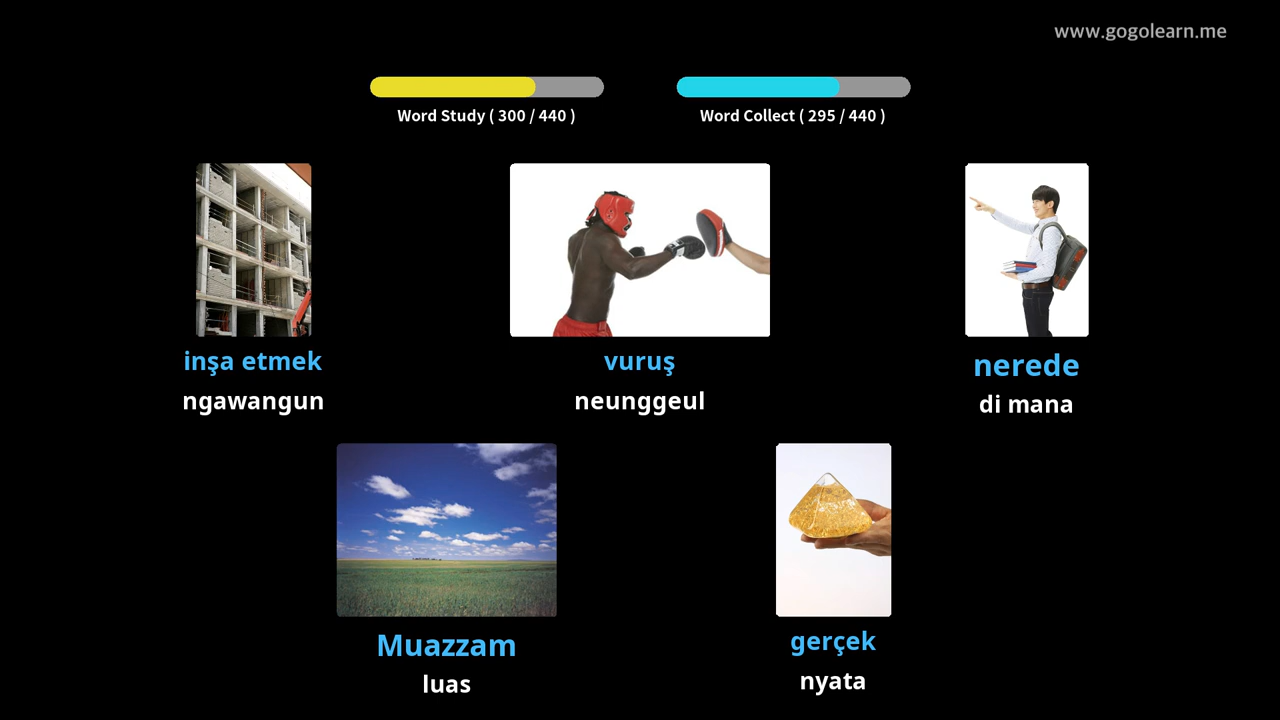 www.gogolearn.me
Word Study ( 300 / 440 )
Word Collect ( 295 / 440 )
inşa etmek
ngawangun
vuruş
neunggeul
nerede
di mana
Muazzam
luas
gerçek
nyata